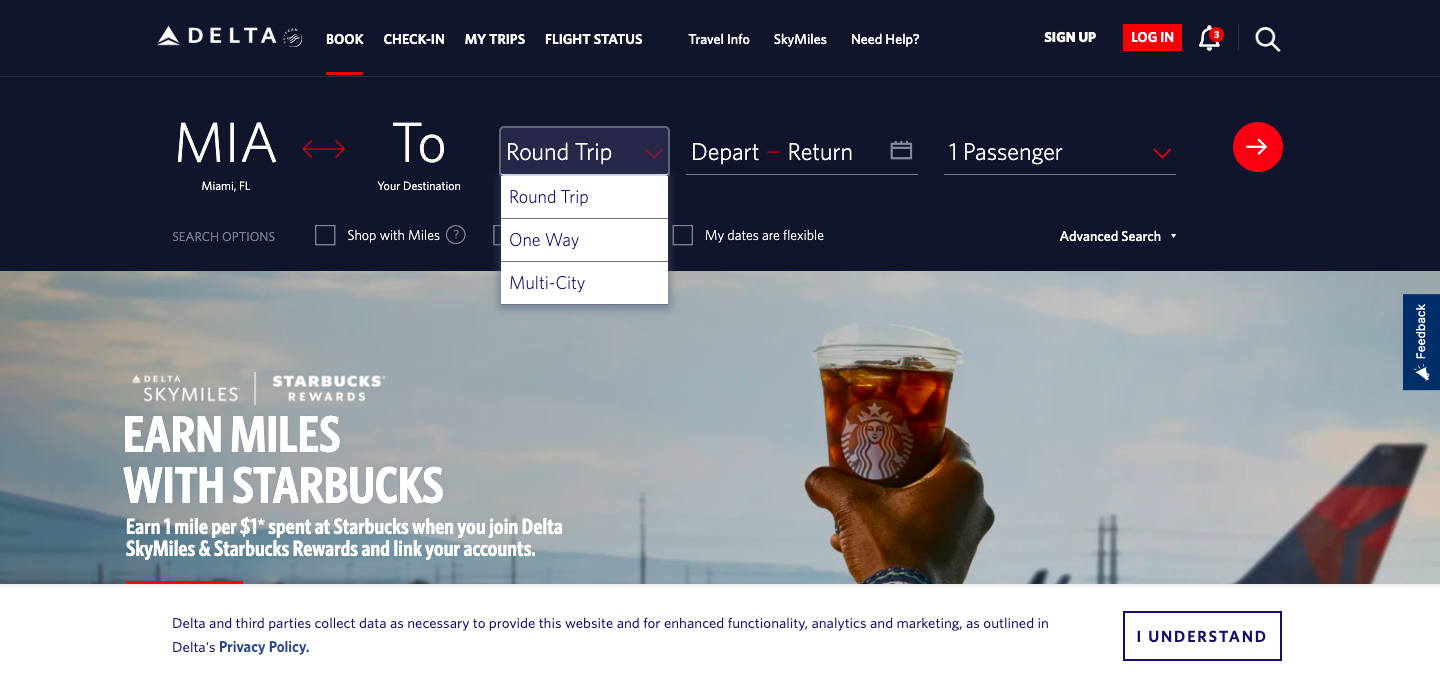 DELTA
BOOK
CHECK-IN
MY TRIPS
FLIGHT STATUS
Travel Info
SkyMiles
Need Help?
SIGN UP
LOG IN
3
MIA
Miami, FL
To
Your Destination
Round Trip
Depart – Return
1 Passenger
Round Trip
One Way
Multi-City
SEARCH OPTIONS
Shop with Miles ?
My dates are flexible
Advanced Search
Feedback
DELTA
SKYMILES
STARBUCKS®
REWARDS
EARN MILES
WITH STARBUCKS
Earn 1 mile per $1* spent at Starbucks when you join Delta
SkyMiles & Starbucks Rewards and link your accounts.
Delta and third parties collect data as necessary to provide this website and for enhanced functionality, analytics and marketing, as outlined in
Delta's Privacy Policy.
I UNDERSTAND